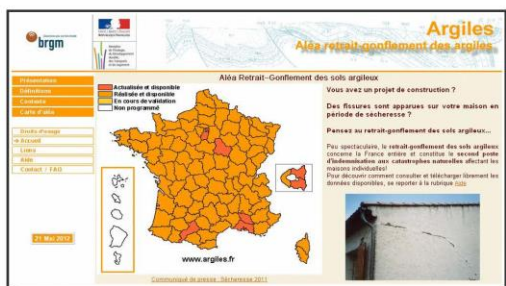 brgm
Argiles
Aléa retrait-gonflement des argiles
Présentation
Définitions
Contexte
Carte d'aléa
Droits d'usage
Accueil
Liens
Aide
Contact / FAQ
21 Mai 2012
Aléa Retrait-Gonflement des sols argileux
Actualisée et disponible
Réalisée et disponible
En cours de validation
Non programmé
www.argiles.fr
Communiqué de presse : Sécheresse 2011
Vous avez un projet de construction ?
Des fissures sont apparues sur votre maison en
période de sécheresse ?
Pensez au retrait-gonflement des sols argileux...
Peu spectaculaire, le retrait-gonflement des sols argileux
concerne la France entière et constitue le second poste
d'indemnisation aux catastrophes naturelles affectant les
maisons individuelles!
Pour découvrir comment consulter et télécharger librement les
données disponibles, se reporter à la rubrique Aide